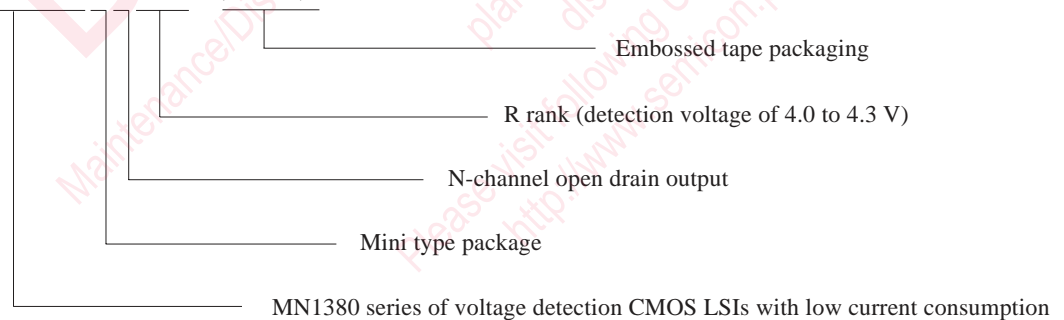 Embossed tape packaging
R rank (detection voltage of 4.0 to 4.3 V)
N-channel open drain output
Mini type package
MN1380 series of voltage detection CMOS LSIs with low current consumption